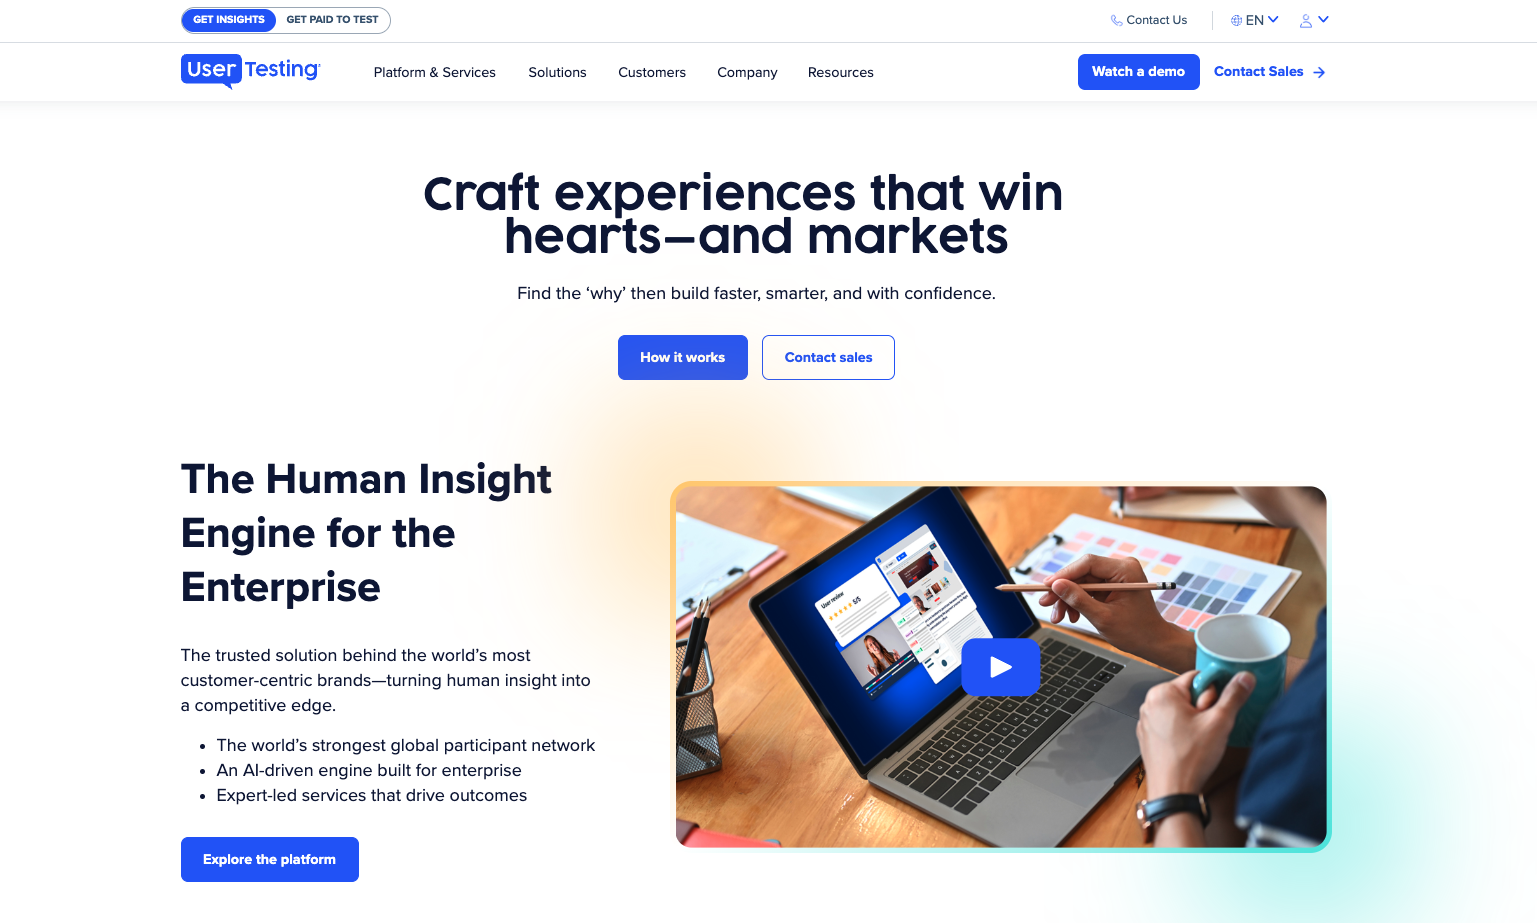 GET INSIGHTS GET PAID TO TEST
Contact Us EN
User Testing
Platform & Services Solutions Customers Company Resources
Watch a demo Contact Sales
Craft experiences that win
hearts—and markets
Find the ‘why’ then build faster, smarter, and with confidence.
How it works Contact sales
The Human Insight
Engine for the
Enterprise
The trusted solution behind the world’s most
customer-centric brands—turning human insight into
a competitive edge.
• The world’s strongest global participant network
• An AI-driven engine built for enterprise
• Expert-led services that drive outcomes
User review
5/5
Explore the platform